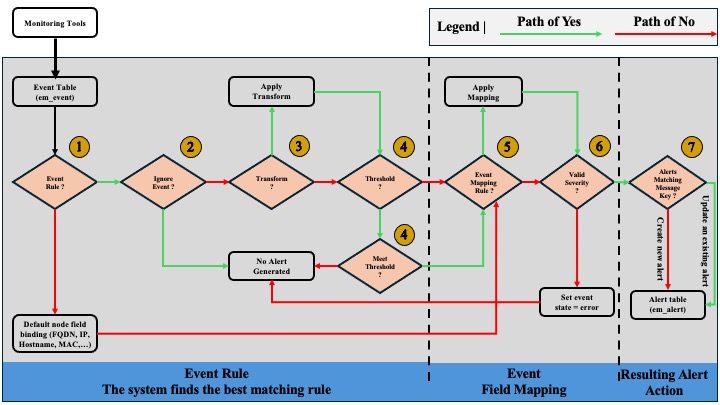 Monitoring Tools
Legend |
Path of Yes
Path of No
Event Table
(em_event)
Apply
Transform
Apply
Mapping
1
2
3
4
5
6
7
Event
Rule ?
Ignore
Event ?
Transform
?
Threshold
?
Event
Mapping
Rule ?
Valid
Severity
?
Alerts
Matching
Message
Key ?
4
Meet
Threshold
?
No Alert
Generated
Create new alert
Update an existing alert
Set event
state = error
Alert table
(em_alert)
Default node field
binding (FQDN, IP,
Hostname, MAC,...)
Event Rule
The system finds the best matching rule
Event
Field Mapping
Resulting Alert
Action